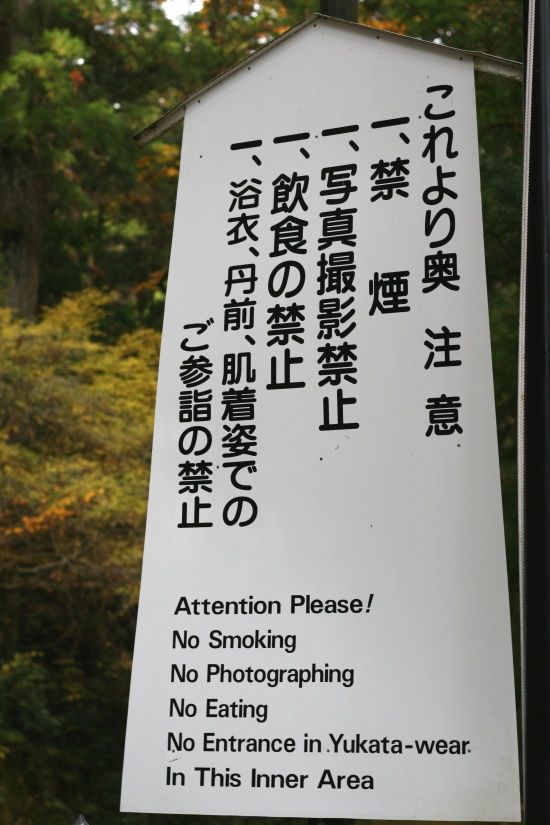 これより奥 注意
一、禁 煙
一、写真撮影禁止
一、飲食の禁止
一、浴衣、丹前、肌着姿での
ご参詣の禁止
Attention Please!
No Smoking
No Photographing
No Eating
No Entrance in Yukata-wear
In This Inner Area